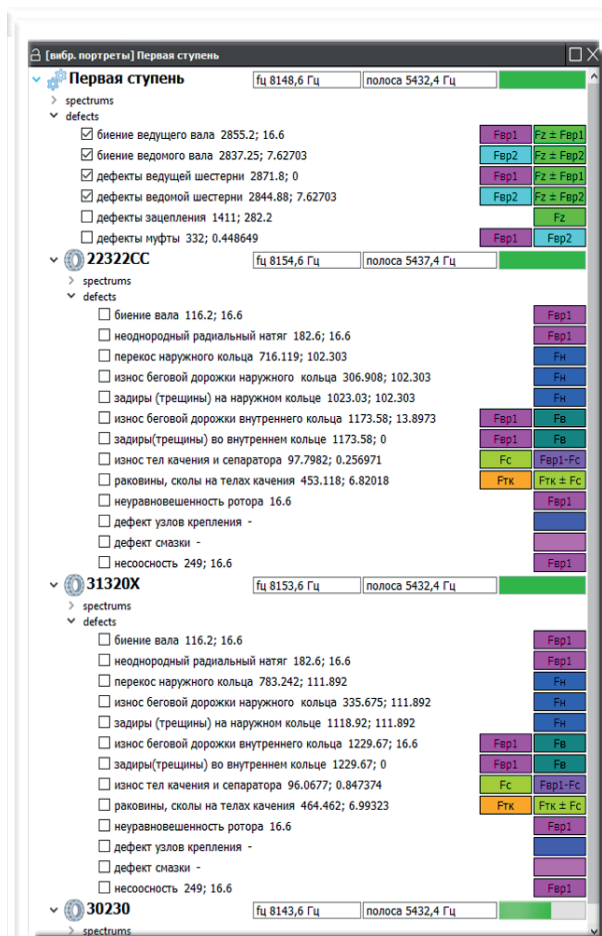 [вибр. портреты] Первая ступень
Первая ступень fц 8148,6 Гц полоса 5432,4 Гц
spectrums
defects
биение ведущего вала 2855.2; 16.6 Fвр1 Fz ± Fвр1
биение ведомого вала 2837.25; 7.62703 Fвр2 Fz ± Fвр2
дефекты ведущей шестерни 2871.8; 0 Fвр1 Fz ± Fвр1
дефекты ведомой шестерни 2844.88; 7.62703 Fвр2 Fz ± Fвр2
дефекты зацепления 1411; 282.2 Fz
дефекты муфты 332; 0.448649 Fвр1 Fвр2
22322CC fц 8154,6 Гц полоса 5437,4 Гц
spectrums
defects
биение вала 116.2; 16.6 Fвр1
неоднородный радиальный натяг 182.6; 16.6 Fвр1
перекос наружного кольца 716.119; 102.303 Fн
износ беговой дорожки наружного кольца 306.908; 102.303 Fн
задиры (трещины) на наружном кольце 1023.03; 102.303 Fн
износ беговой дорожки внутреннего кольца 1173.58; 13.8973 Fвр1 Fв
задиры(трещины) во внутреннем кольце 1173.58; 0 Fвр1 Fв
износ тел качения и сепаратора 97.7982; 0.256971 Fс Fвр1-Fс
раковины, сколы на телах качения 453.118; 6.82018 Fтк Fтк ± Fс
неуравновешенность ротора 16.6 Fвр1
дефект узлов крепления -
дефект смазки -
несоосность 249; 16.6 Fвр1
31320X fц 8153,6 Гц полоса 5432,4 Гц
spectrums
defects
биение вала 116.2; 16.6 Fвр1
неоднородный радиальный натяг 182.6; 16.6 Fвр1
перекос наружного кольца 783.242; 111.892 Fн
износ беговой дорожки наружного кольца 335.675; 111.892 Fн
задиры (трещины) на наружном кольце 1118.92; 111.892 Fн
износ беговой дорожки внутреннего кольца 1229.67; 16.6 Fвр1 Fв
задиры(трещины) во внутреннем кольце 1229.67; 0 Fвр1 Fв
износ тел качения и сепаратора 96.0677; 0.847374 Fс Fвр1-Fс
раковины, сколы на телах качения 464.462; 6.99323 Fтк Fтк ± Fс
неуравновешенность ротора 16.6 Fвр1
дефект узлов крепления -
дефект смазки -
несоосность 249; 16.6 Fвр1
30230 fц 8143,6 Гц полоса 5432,4 Гц
spectrums